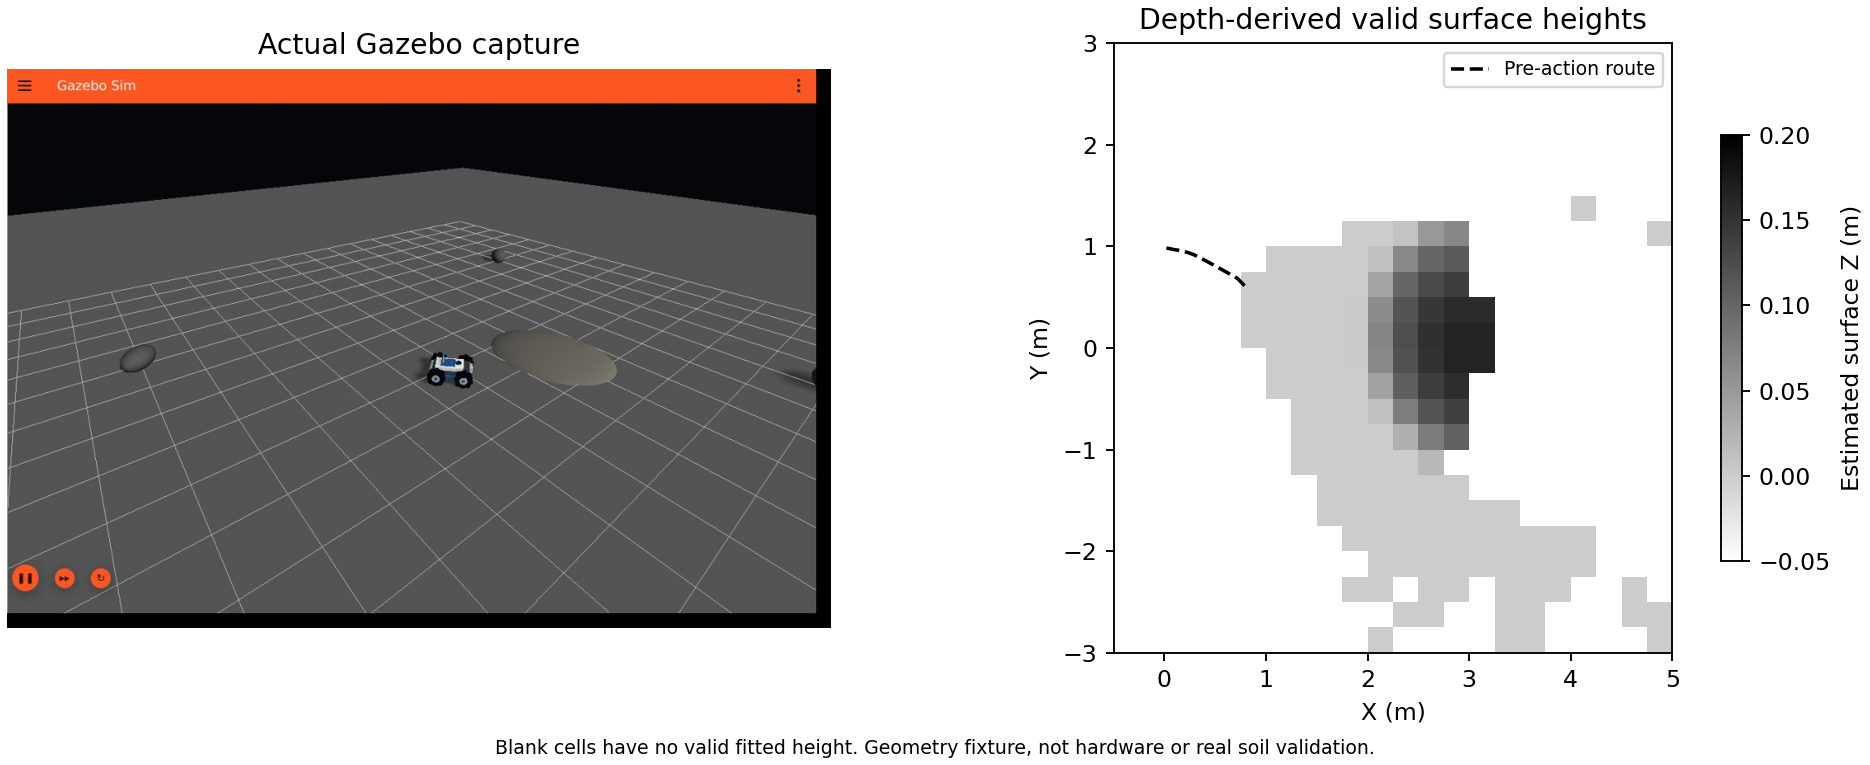 Actual Gazebo capture
Gazebo Sim
Depth-derived valid surface heights
Pre-action route
3
2
1
0
−1
−2
−3
Y (m)
0 1 2 3 4 5
X (m)
0.20
0.15
0.10
0.05
0.00
−0.05
Estimated surface Z (m)
Blank cells have no valid fitted height. Geometry fixture, not hardware or real soil validation.